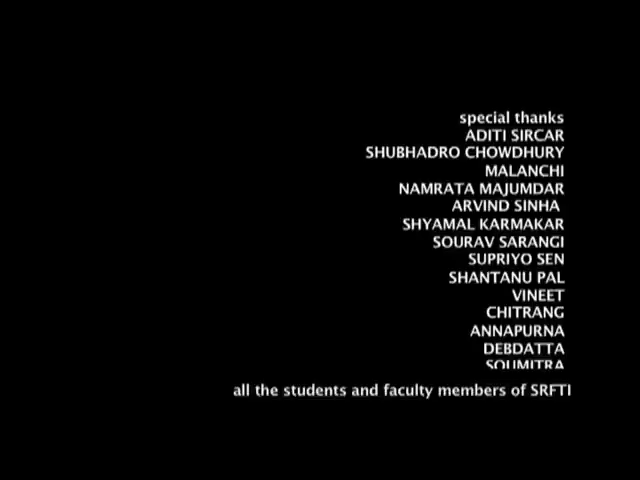 special thanks
ADITI SIRCAR
SHUBHADRO CHOWDHURY
MALANCHI
NAMRATA MAJUMDAR
ARVIND SINHA
SHYAMAL KARMAKAR
SOURAV SARANGI
SUPRIYO SEN
SHANTANU PAL
VINEET
CHITRANG
ANNAPURNA
DEBDATTA
SOUMITRA
all the students and faculty members of SRFTI